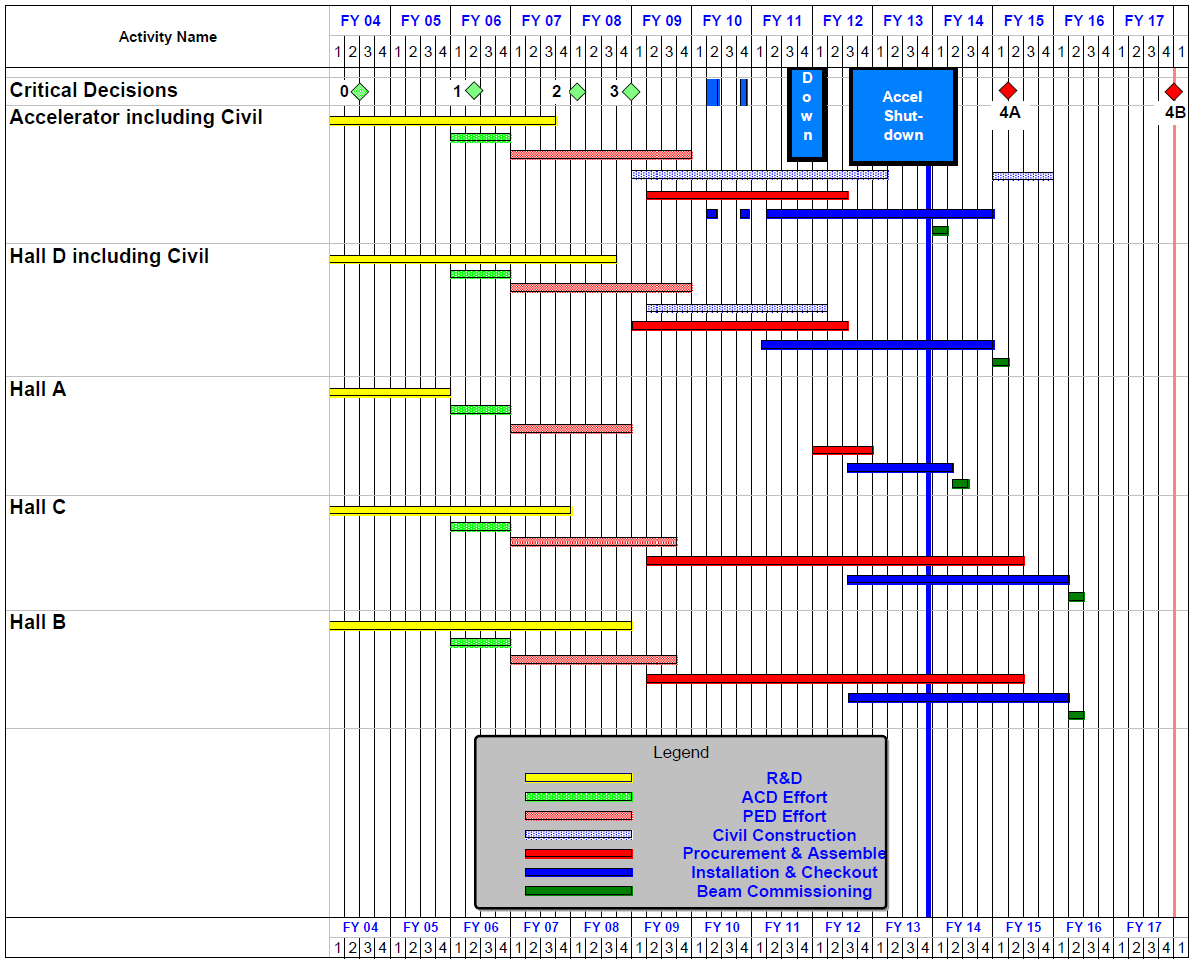 Activity Name
FY 04 FY 05 FY 06 FY 07 FY 08 FY 09 FY 10 FY 11 FY 12 FY 13 FY 14 FY 15 FY 16 FY 17
1 2 3 4 1 2 3 4 1 2 3 4 1 2 3 4 1 2 3 4 1 2 3 4 1 2 3 4 1 2 3 4 1 2 3 4 1 2 3 4 1 2 3 4 1 2 3 4 1 2 3 4 1 2 3 4 1
Critical Decisions
0 1 2 3
D
o
w
n
Accel
Shut-
down
4A
4B
Accelerator including Civil
Hall D including Civil
Hall A
Hall C
Hall B
Legend
R&D
ACD Effort
PED Effort
Civil Construction
Procurement & Assemble
Installation & Checkout
Beam Commissioning
FY 04 FY 05 FY 06 FY 07 FY 08 FY 09 FY 10 FY 11 FY 12 FY 13 FY 14 FY 15 FY 16 FY 17
1 2 3 4 1 2 3 4 1 2 3 4 1 2 3 4 1 2 3 4 1 2 3 4 1 2 3 4 1 2 3 4 1 2 3 4 1 2 3 4 1 2 3 4 1 2 3 4 1 2 3 4 1 2 3 4 1